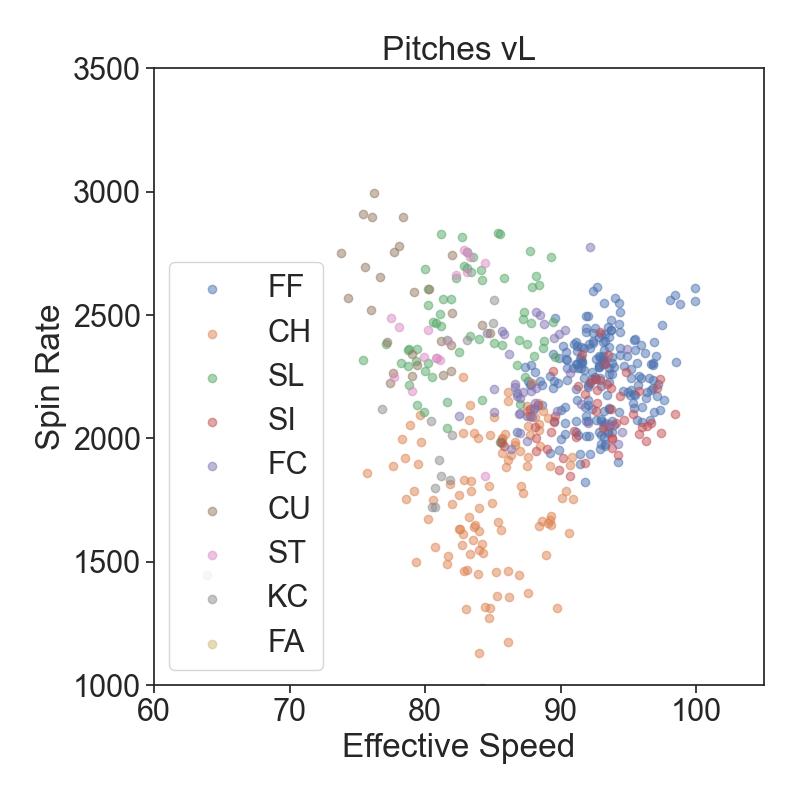 Pitches vL
3500
3000
2500
2000
1500
1000
Spin Rate
FF
CH
SL
SI
FC
CU
ST
KC
FA
60 70 80 90 100
Effective Speed